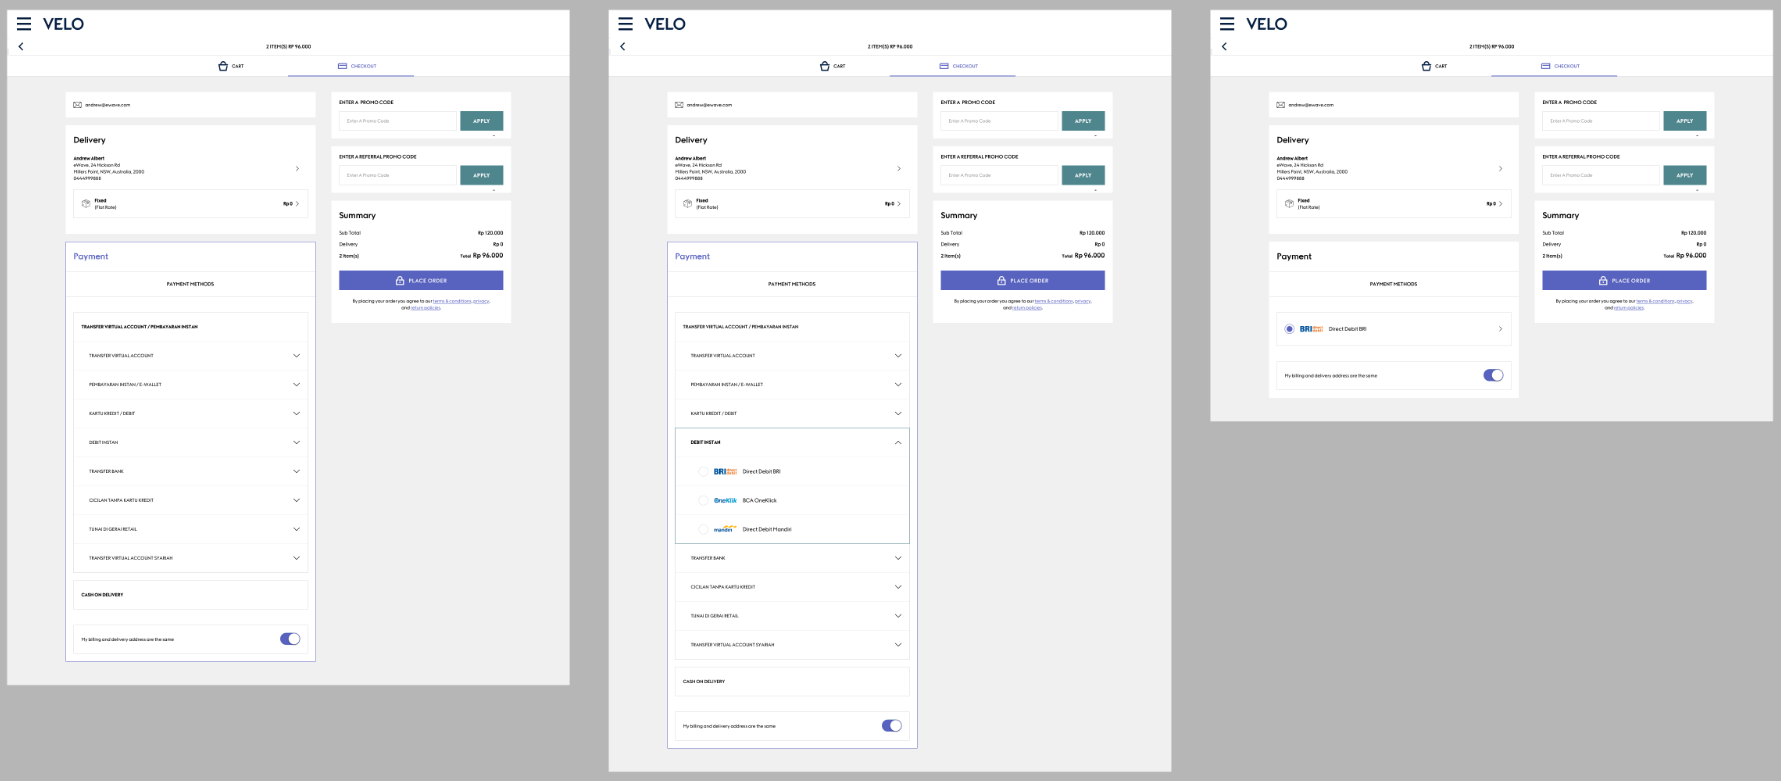 VELO
2 ITEM(S) RP 96.000
CART
CHECKOUT
andrew@ewave.com
Delivery
Andrew Albert
eWave, 24 Hickson Rd
Millers Point, NSW, Australia, 2000
0444999888
Fixed
(Flat Rate)
Rp 0
Payment
PAYMENT METHODS
TRANSFER VIRTUAL ACCOUNT / PEMBAYARAN INSTAN
TRANSFER VIRTUAL ACCOUNT
PEMBAYARAN INSTAN / E-WALLET
KARTU KREDIT / DEBIT
DEBIT INSTAN
TRANSFER BANK
CICILAN TANPA KARTU KREDIT
TUNAI DI GERAI RETAIL
TRANSFER VIRTUAL ACCOUNT SYARIAH
CASH ON DELIVERY
My billing and delivery address are the same
ENTER A PROMO CODE
Enter A Promo Code
APPLY
ENTER A REFERRAL PROMO CODE
Enter A Promo Code
APPLY
Summary
Sub Total Rp 120.000
Delivery Rp 0
2 Item(s) Total Rp 96.000
PLACE ORDER
By placing your order you agree to our terms & conditions, privacy,
and return policies.
VELO
2 ITEM(S) RP 96.000
CART
CHECKOUT
andrew@ewave.com
Delivery
Andrew Albert
eWave, 24 Hickson Rd
Millers Point, NSW, Australia, 2000
0444999888
Fixed
(Flat Rate)
Rp 0
Payment
PAYMENT METHODS
TRANSFER VIRTUAL ACCOUNT / PEMBAYARAN INSTAN
TRANSFER VIRTUAL ACCOUNT
PEMBAYARAN INSTAN / E-WALLET
KARTU KREDIT / DEBIT
DEBIT INSTAN
BRI Direct Debit BRI
OneKlik BCA OneKlick
mandiri Direct Debit Mandiri
TRANSFER BANK
CICILAN TANPA KARTU KREDIT
TUNAI DI GERAI RETAIL
TRANSFER VIRTUAL ACCOUNT SYARIAH
CASH ON DELIVERY
My billing and delivery address are the same
ENTER A PROMO CODE
Enter A Promo Code
APPLY
ENTER A REFERRAL PROMO CODE
Enter A Promo Code
APPLY
Summary
Sub Total Rp 120.000
Delivery Rp 0
2 Item(s) Total Rp 96.000
PLACE ORDER
By placing your order you agree to our terms & conditions, privacy,
and return policies.
VELO
2 ITEM(S) RP 96.000
CART
CHECKOUT
andrew@ewave.com
Delivery
Andrew Albert
eWave, 24 Hickson Rd
Millers Point, NSW, Australia, 2000
0444999888
Fixed
(Flat Rate)
Rp 0
Payment
PAYMENT METHODS
BRI Direct Debit BRI
My billing and delivery address are the same
ENTER A PROMO CODE
Enter A Promo Code
APPLY
ENTER A REFERRAL PROMO CODE
Enter A Promo Code
APPLY
Summary
Sub Total Rp 120.000
Delivery Rp 0
2 Item(s) Total Rp 96.000
PLACE ORDER
By placing your order you agree to our terms & conditions, privacy,
and return policies.